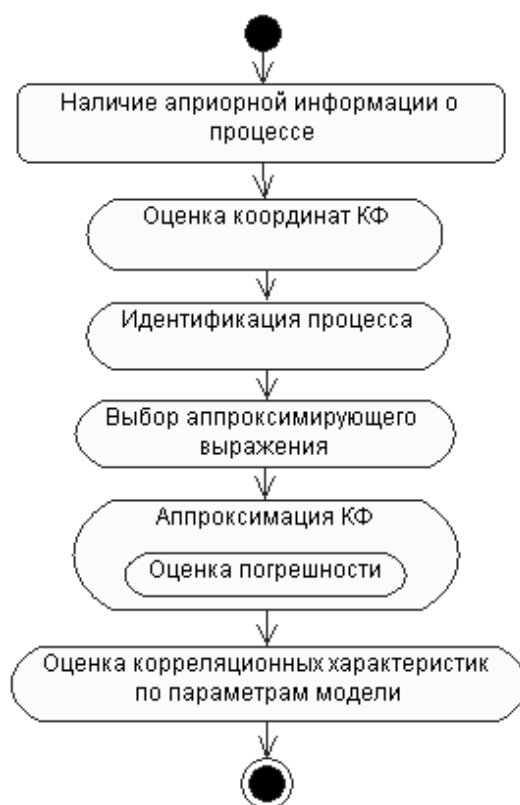 Наличие априорной информации о
процессе
Оценка координат КФ
Идентификация процесса
Выбор аппроксимирующего
выражения
Аппроксимация КФ
Оценка погрешности
Оценка корреляционных характеристик
по параметрам модели